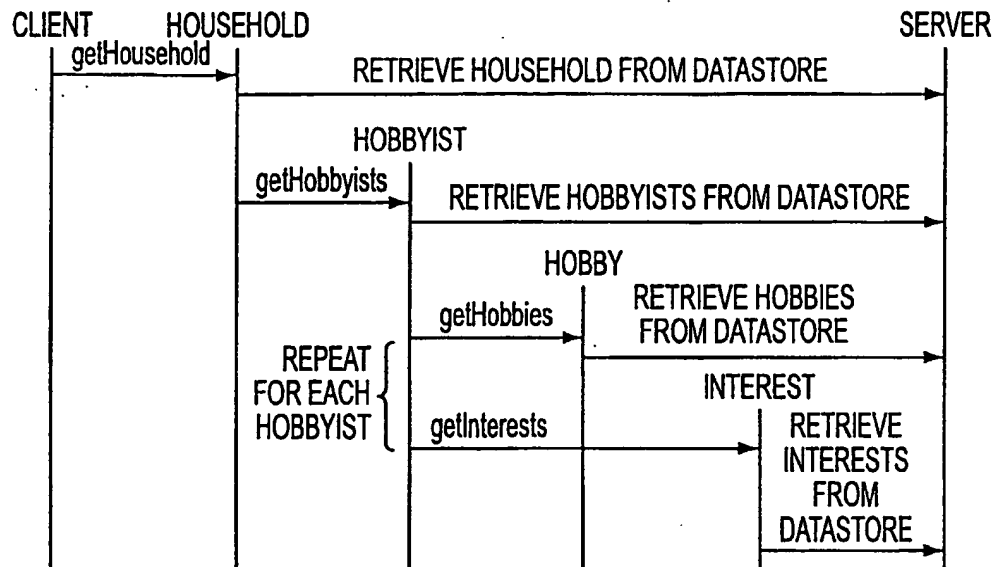 CLIENT HOUSEHOLD SERVER
getHousehold
RETRIEVE HOUSEHOLD FROM DATASTORE
HOBBYIST
getHobbyists
RETRIEVE HOBBYISTS FROM DATASTORE
HOBBY
getHobbies
RETRIEVE HOBBIES
FROM DATASTORE
REPEAT
FOR EACH
HOBBYIST
INTEREST
getInterests
RETRIEVE
INTERESTS
FROM
DATASTORE